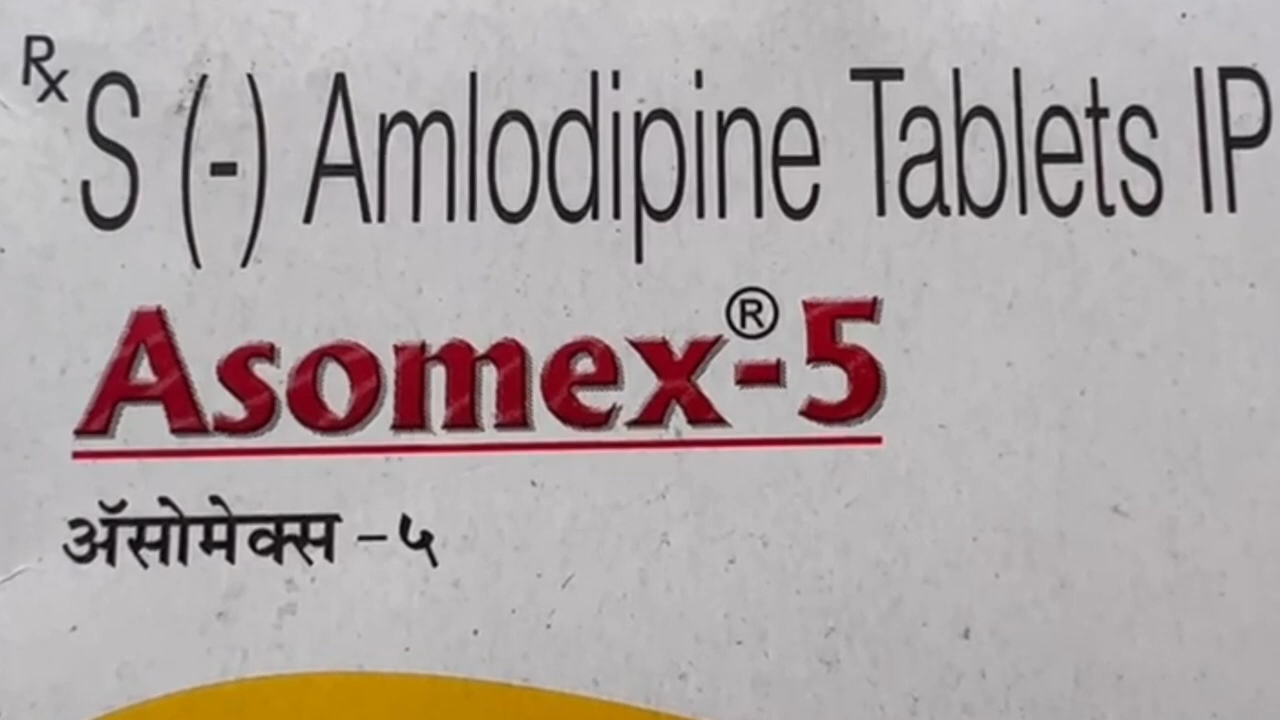 Rx S (-) Amlodipine Tablets IP
Asomex®-5
ॲसोमेक्स -५